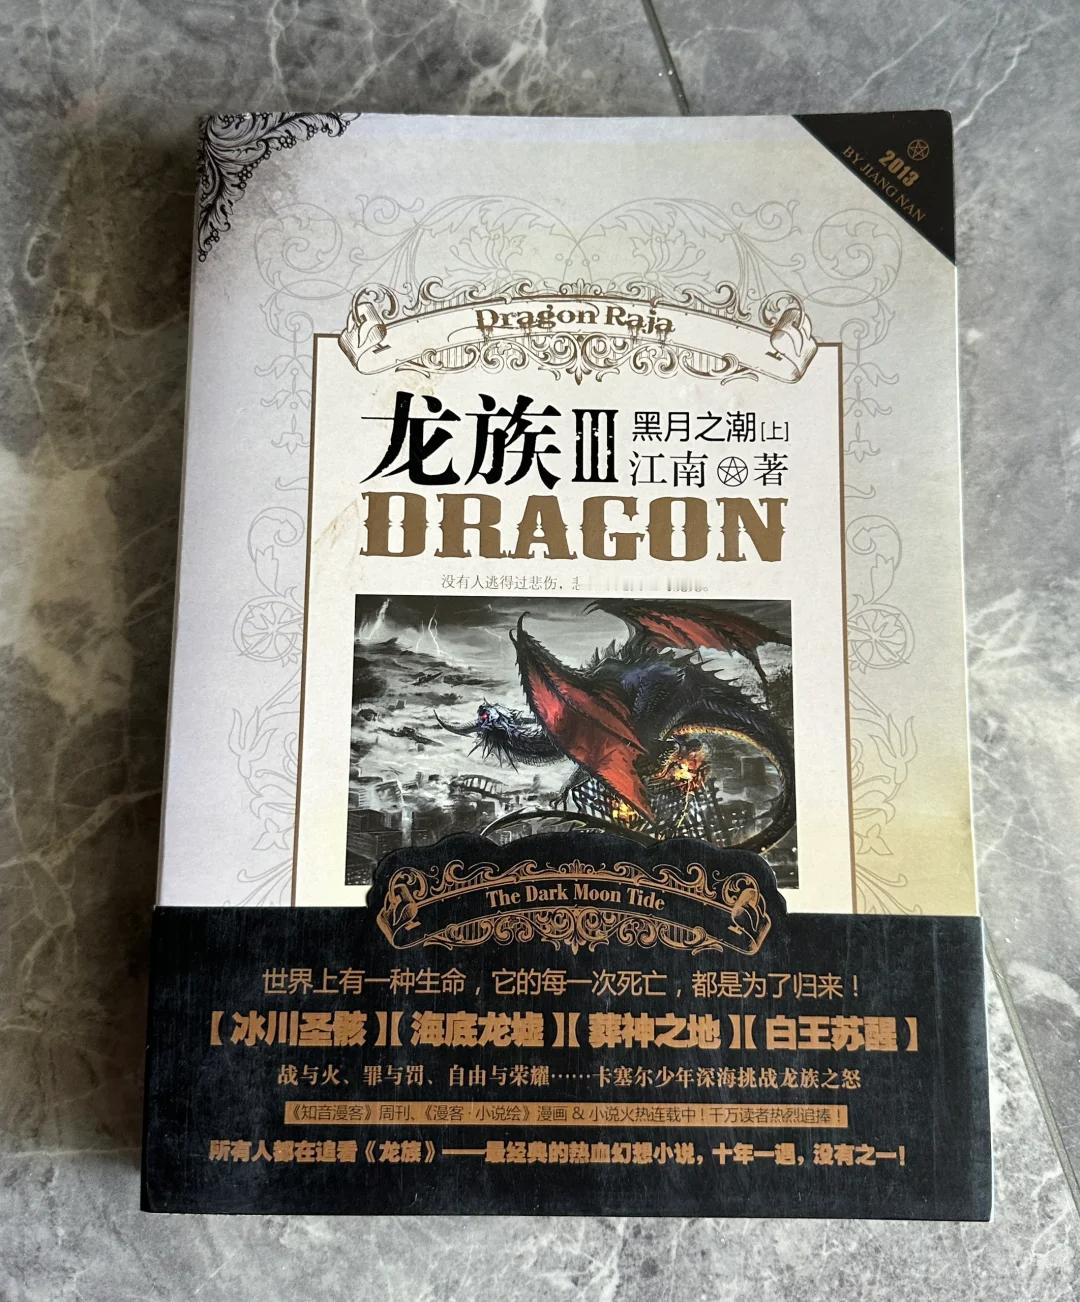 2013
BY JIANG NAN
Dragon Raja
龙族III 黑月之潮[上]
江南 著
DRAGON
没有人逃得过悲伤，
The Dark Moon Tide
世界上有一种生命，它的每一次死亡，都是为了归来！
【冰川圣骸】【海底龙墟】【葬神之地】【白王苏醒】
战与火、罪与罚、自由与荣耀……卡塞尔少年深海挑战龙族之怒
《知音漫客》周刊、《漫客·小说绘》漫画 & 小说火热连载中！千万读者热烈追捧！
所有人都在追看《龙族》——最经典的热血幻想小说，十年一遇，没有之一！